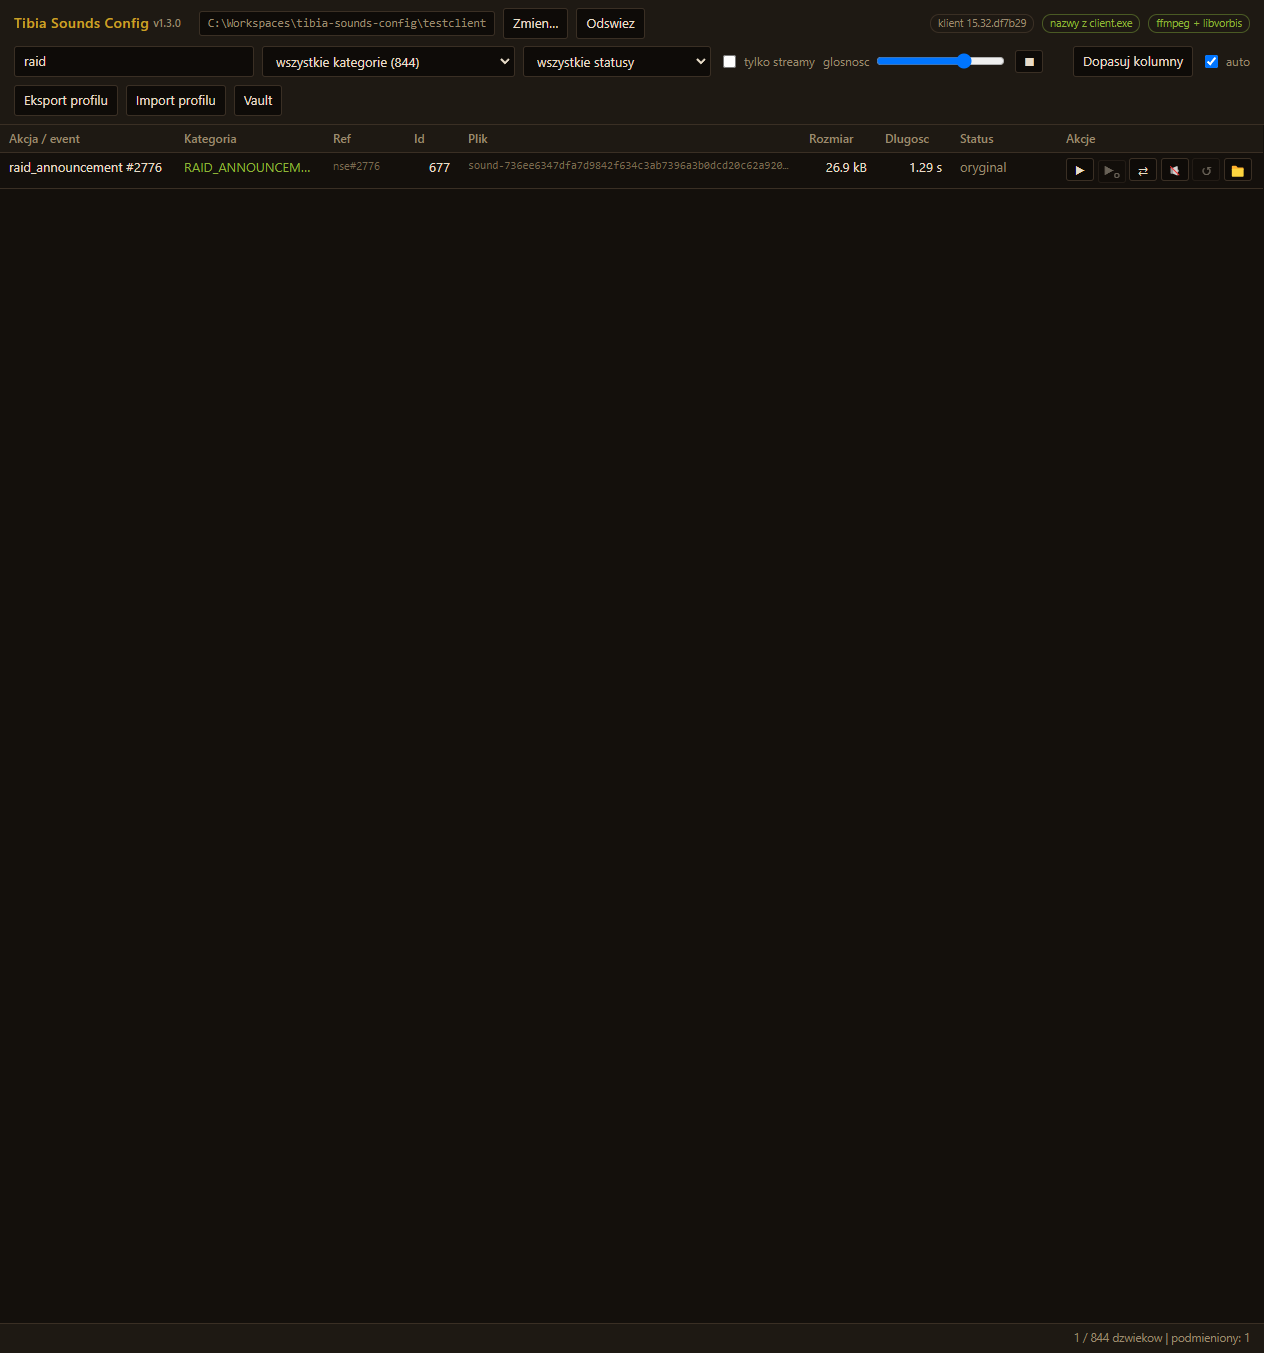 Tibia Sounds Config v1.3.0 C:\Workspaces\tibia-sounds-config\testclient Zmien... Odswiez klient 15.32.df7b29 nazwy z client.exe ffmpeg + libvorbis
raid wszystkie kategorie (844) wszystkie statusy tylko streamy glosnosc Dopasuj kolumny auto
Eksport profilu Import profilu Vault
Akcja / event Kategoria Ref Id Plik Rozmiar Dlugosc Status Akcje
raid_announcement #2776 RAID_ANNOUNCEM... nse#2776 677 sound-736ee6347dfa7d9842f634c3ab7396a3b0dcd20c62a920... 26.9 kB 1.29 s oryginal
1 / 844 dzwiekow | podmieniony: 1